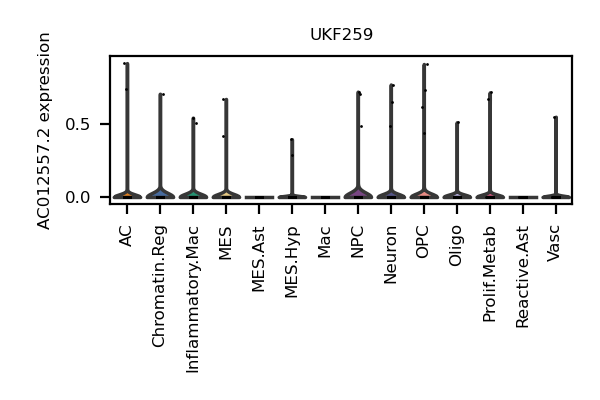 UKF259
AC012557.2 expression
0.5
0.0
AC
Chromatin.Reg
Inflammatory.Mac
MES
MES.Ast
MES.Hyp
Mac
NPC
Neuron
OPC
Oligo
Prolif.Metab
Reactive.Ast
Vasc